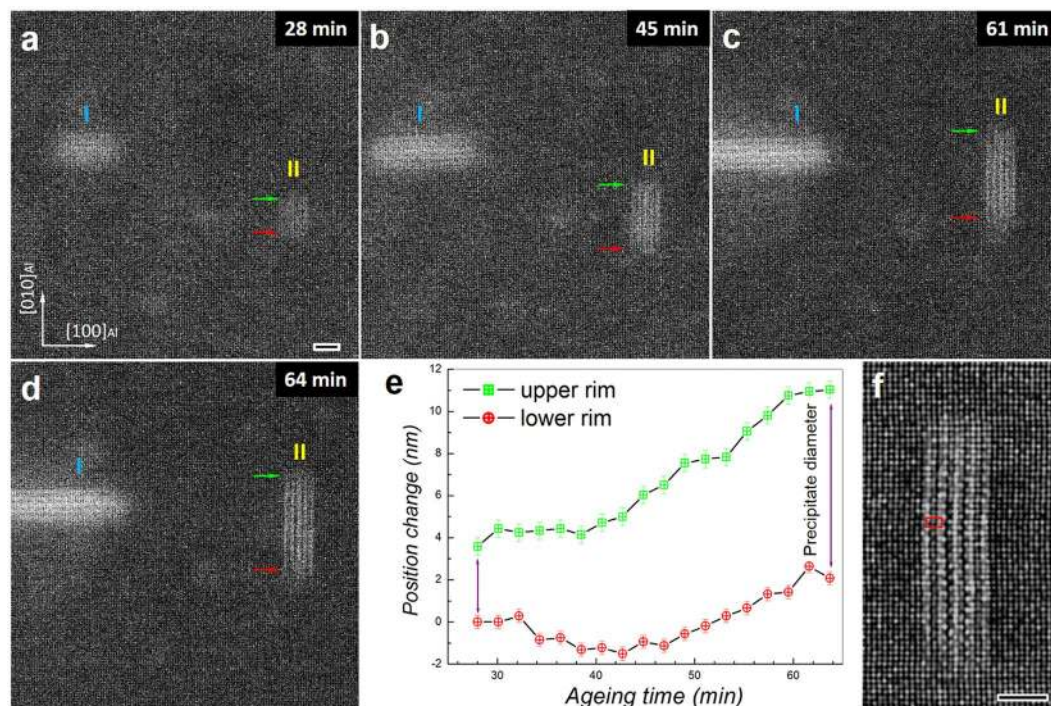 a
28 min
I
II
[010]Al
[100]Al
b
45 min
I
II
c
61 min
I
II
d
64 min
I
II
e
upper rim
lower rim
Precipitate diameter
Position change (nm)
12
10
8
6
4
2
0
-2
30
40
50
60
Ageing time (min)
f